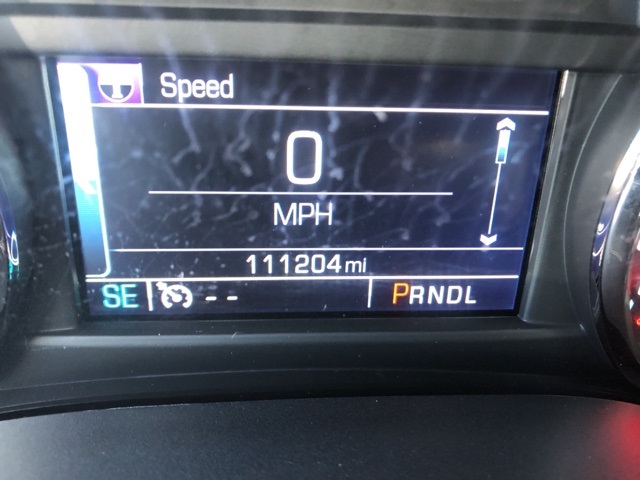 Speed
0
MPH
111204 mi
SE -- PRNDL